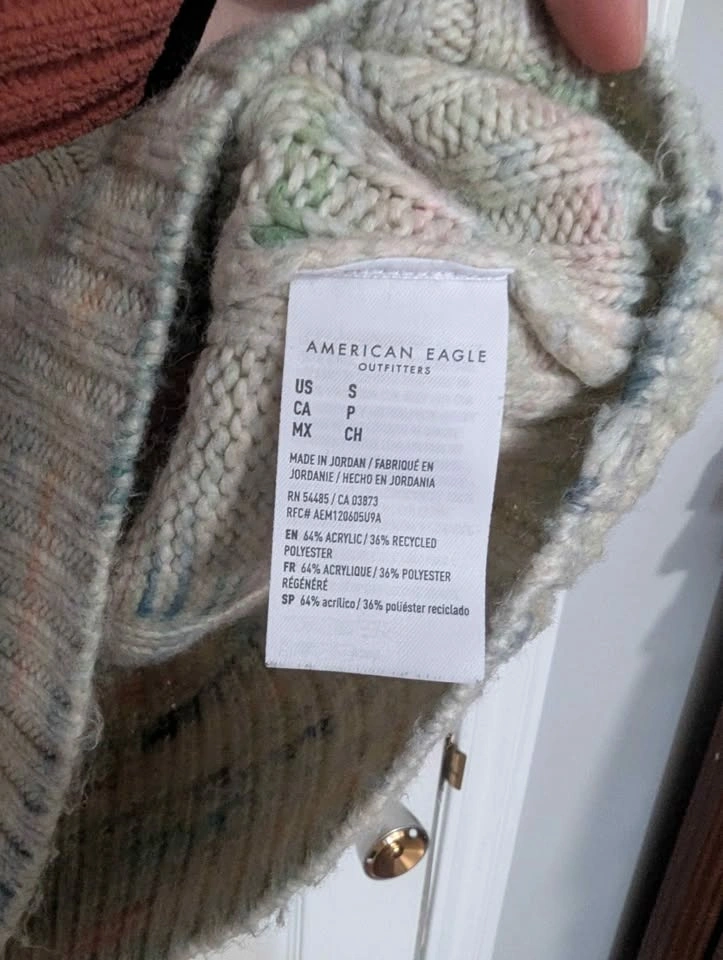 AMERICAN EAGLE
OUTFITTERS
US S
CA P
MX CH
MADE IN JORDAN / FABRIQUÉ EN
JORDANIE / HECHO EN JORDANIA
RN 54485 / CA 03873
RFC# AEM120605U9A
EN 64% ACRYLIC / 36% RECYCLED
POLYESTER
FR 64% ACRYLIQUE / 36% POLYESTER
RÉGÉNÉRÉ
SP 64% acrílico / 36% poliéster reciclado